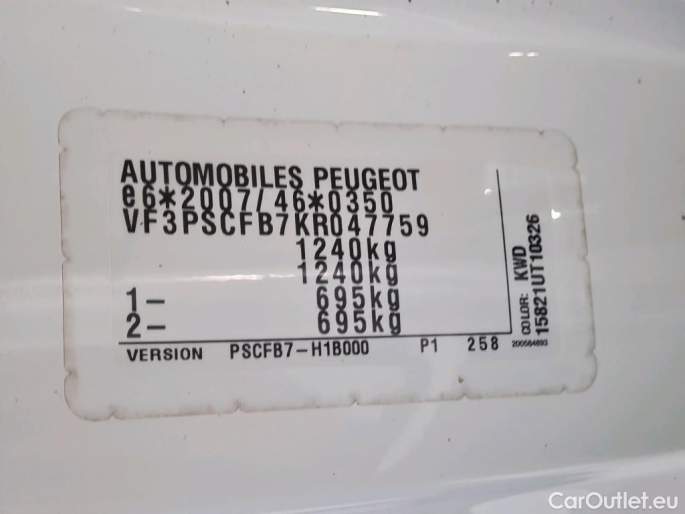 AUTOMOBILES PEUGEOT
e6*2007/46*0350
VF3PSCFB7KR047759
1240kg
1240kg
1- 695kg
2- 695kg
VERSION PSCFB7-H1B000 P1 258
COLOR: KWD
15821UT10326
CarOutlet.eu